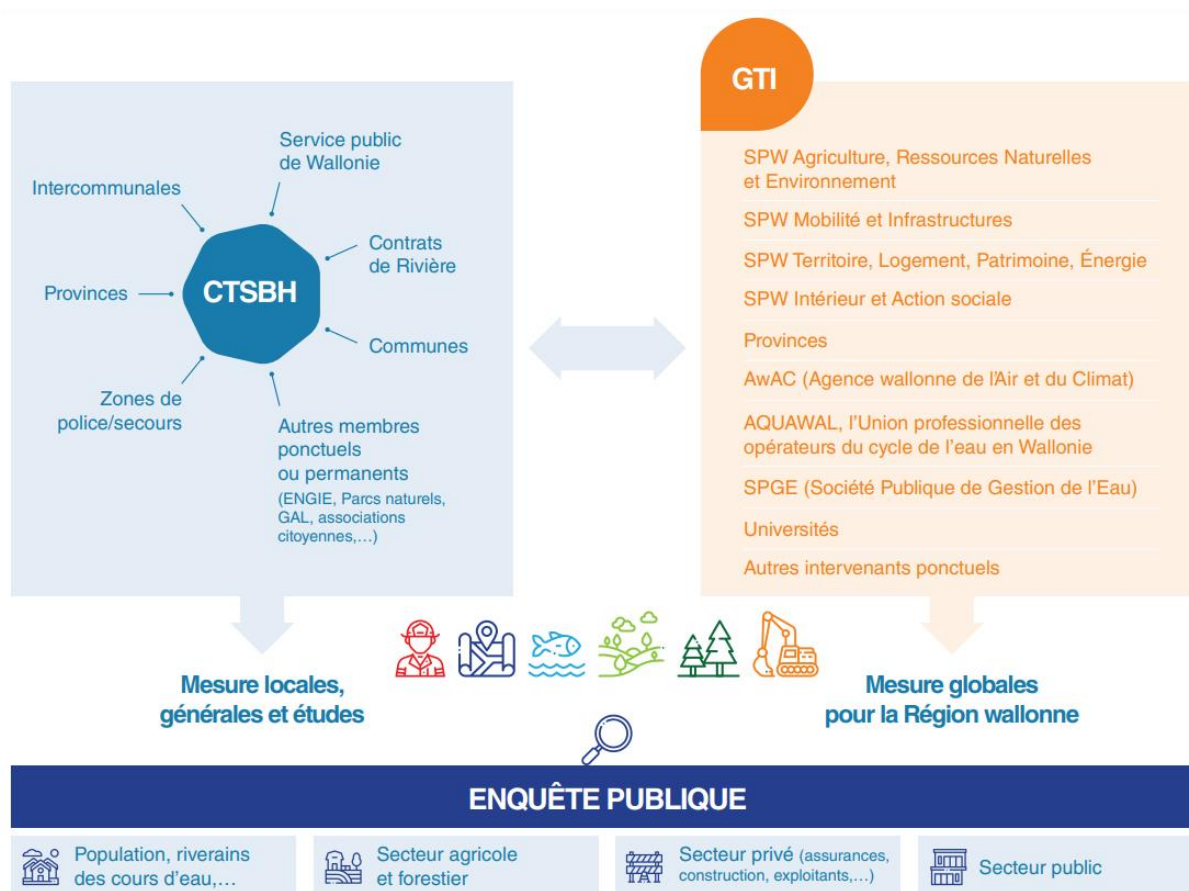 Service public
de Wallonie
Intercommunales
Contrats
de Rivière
CTSBH
Provinces
Communes
Zones de
police/secours
Autres membres
ponctuels
ou permanents
(ENGIE, Parcs naturels,
GAL, associations
citoyennes,…)
GTI
SPW Agriculture, Ressources Naturelles
et Environnement
SPW Mobilité et Infrastructures
SPW Territoire, Logement, Patrimoine, Énergie
SPW Intérieur et Action sociale
Provinces
AwAC (Agence wallonne de l'Air et du Climat)
AQUAWAL, l'Union professionnelle des
opérateurs du cycle de l'eau en Wallonie
SPGE (Société Publique de Gestion de l'Eau)
Universités
Autres intervenants ponctuels
Mesure locales,
générales et études
Mesure globales
pour la Région wallonne
ENQUÊTE PUBLIQUE
Population, riverains
des cours d'eau,…
Secteur agricole
et forestier
Secteur privé (assurances,
construction, exploitants,…)
Secteur public